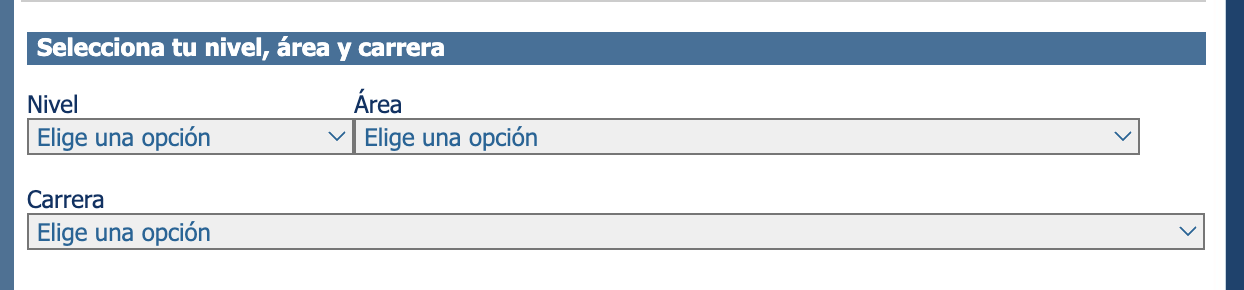 Selecciona tu nivel, área y carrera
Nivel Área
Elige una opción Elige una opción
Carrera
Elige una opción